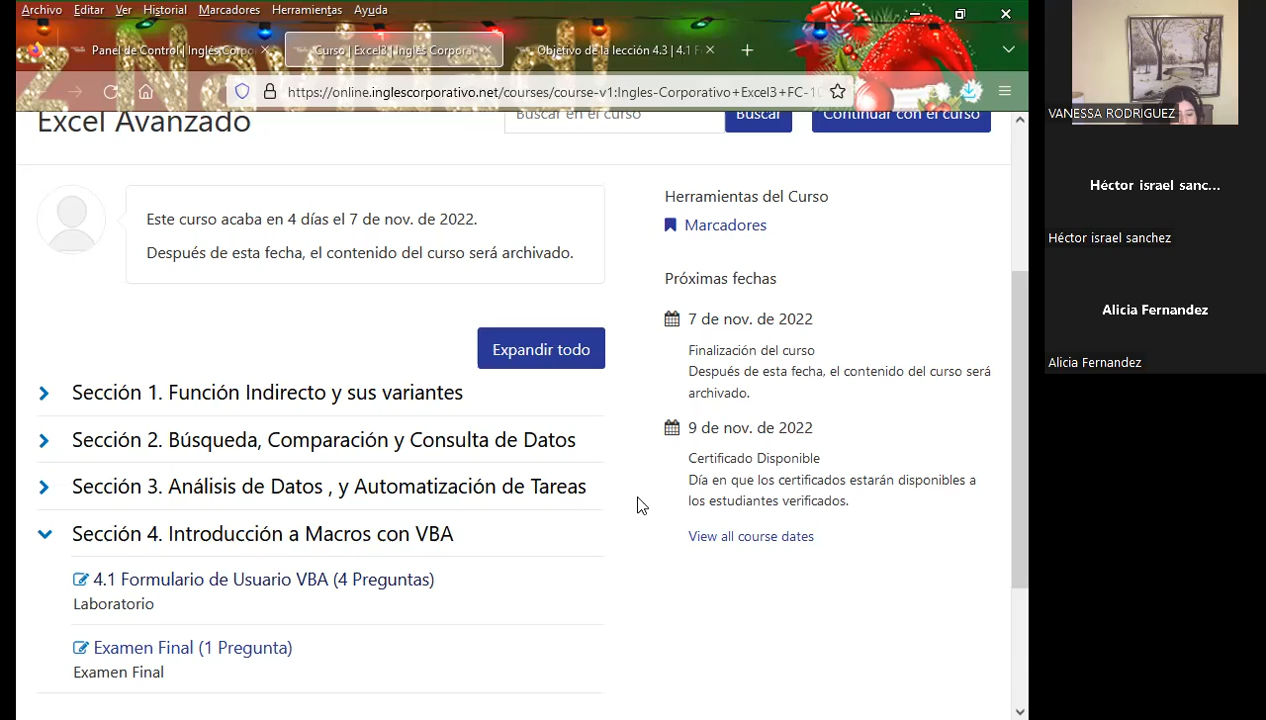 Archivo Editar Ver Historial Marcadores Herramientas Ayuda
Panel de Control | Inglés Corpo
Curso | Excel3 | Inglés Corpora
Objetivo de la lección 4.3 | 4.1 F
https://online.inglescorporativo.net/courses/course-v1:Ingles-Corporativo+Excel3+FC-10
Excel Avanzado
Buscar en el curso
Buscar
Continuar con el curso
Este curso acaba en 4 días el 7 de nov. de 2022.
Después de esta fecha, el contenido del curso será archivado.
Expandir todo
Sección 1. Función Indirecto y sus variantes
Sección 2. Búsqueda, Comparación y Consulta de Datos
Sección 3. Análisis de Datos , y Automatización de Tareas
Sección 4. Introducción a Macros con VBA
4.1 Formulario de Usuario VBA (4 Preguntas)
Laboratorio
Examen Final (1 Pregunta)
Examen Final
Herramientas del Curso
Marcadores
Próximas fechas
7 de nov. de 2022
Finalización del curso
Después de esta fecha, el contenido del curso será
archivado.
9 de nov. de 2022
Certificado Disponible
Día en que los certificados estarán disponibles a
los estudiantes verificados.
View all course dates
VANESSA RODRIGUEZ
Héctor israel sanc...
Héctor israel sanchez
Alicia Fernandez
Alicia Fernandez